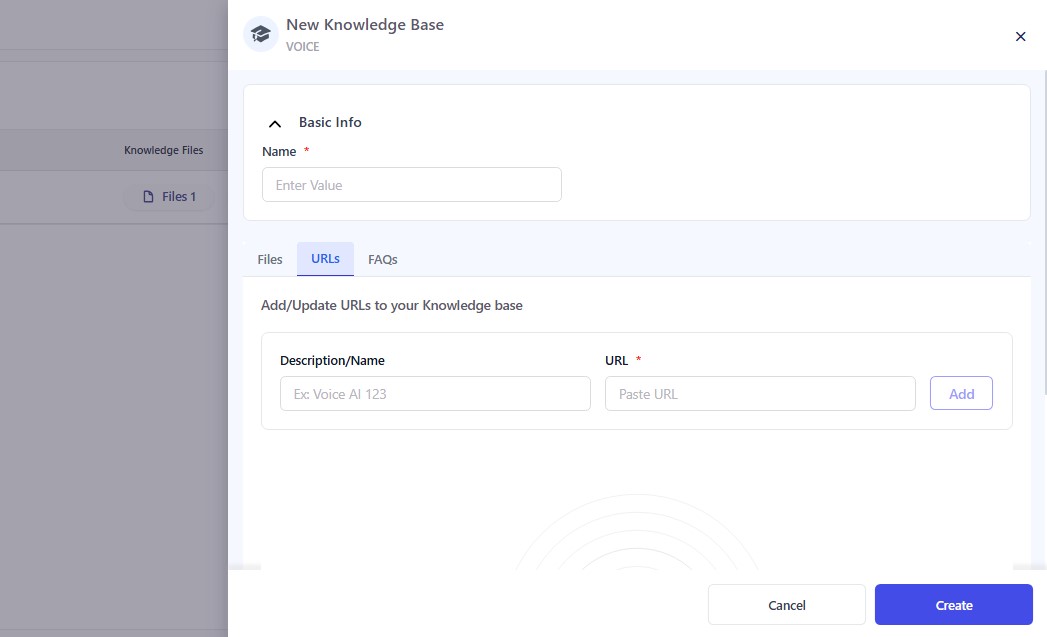 New Knowledge Base
VOICE
Basic Info
Name *
Enter Value
Knowledge Files
Files 1
Files
URLs
FAQs
Add/Update URLs to your Knowledge base
Description/Name
URL *
Ex: Voice AI 123
Paste URL
Add
Cancel
Create